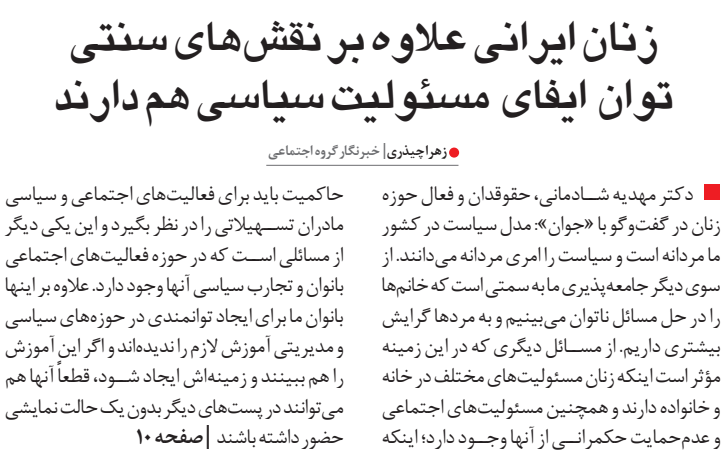 زنان ایرانی علاوه بر نقش‌های سنتی
توان ایفای مسئولیت سیاسی هم دارند
زهرا چیذری | خبرنگار گروه اجتماعی
دکتر مهدیه شــادمانی، حقوقدان و فعال حوزه
زنان در گفت‌وگو با «جوان»: مدل سیاست در کشور
ما مردانه است و سیاست را امری مردانه می‌دانند. از
سوی دیگر جامعه‌پذیری ما به سمتی است که خانم‌ها
را در حل مسائل ناتوان می‌بینیم و به مردها گرایش
بیشتری داریم. از مســائل دیگری که در این زمینه
مؤثر است اینکه زنان مسئولیت‌های مختلف در خانه
و خانواده دارند و همچنین مسئولیت‌های اجتماعی
و عدم‌حمایت حکمرانــی از آنها وجــود دارد؛ اینکه
حاکمیت باید برای فعالیت‌های اجتماعی و سیاسی
مادران تســهیلاتی را در نظر بگیرد و این یکی دیگر
از مسائلی اســت که در حوزه فعالیت‌های اجتماعی
بانوان و تجارب سیاسی آنها وجود دارد. علاوه بر اینها
بانوان ما برای ایجاد توانمندی در حوزه‌های سیاسی
و مدیریتی آموزش لازم را ندیده‌اند و اگر این آموزش
را هم ببینند و زمینه‌اش ایجاد شــود، قطعاً آنها هم
می‌توانند در پست‌های دیگر بدون یک حالت نمایشی
حضور داشته باشند | صفحه ۱۰